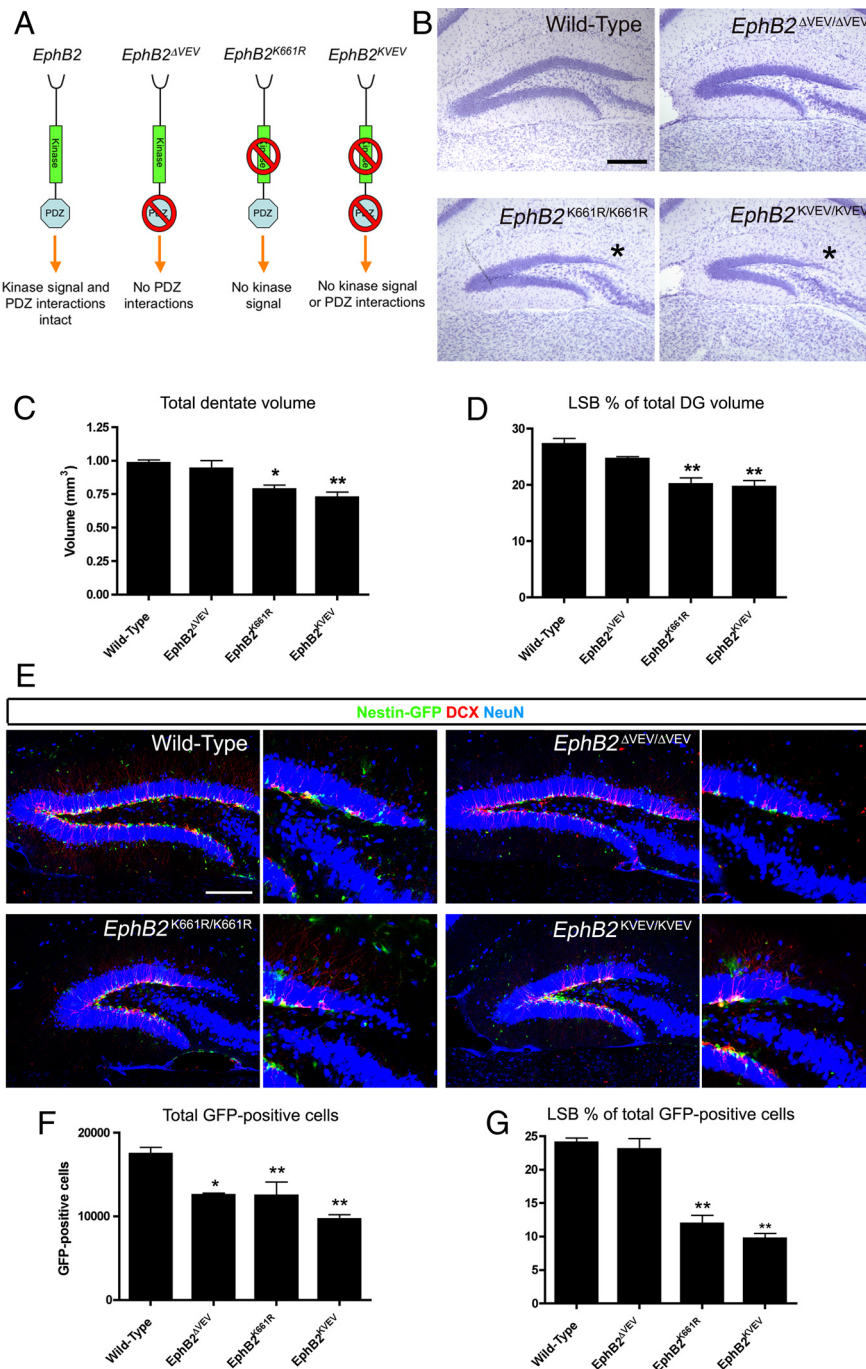 A
EphB2 EphB2ΔVEV EphB2K661R EphB2KVEV
Kinase Kinase Kinase Kinase
PDZ PDZ PDZ PDZ
Kinase signal and
PDZ interactions
intact
No PDZ
interactions
No kinase
signal
No kinase signal
or PDZ interactions
B
Wild-Type
EphB2ΔVEV/ΔVEV
EphB2K661R/K661R
*
EphB2KVEV/KVEV
*
C
Total dentate volume
Volume (mm3)
1.25
1.00
0.75
0.50
0.25
0.00
* **
Wild-Type
EphB2ΔVEV
EphB2K661R
EphB2KVEV
D
LSB % of total DG volume
30
20
10
0
** **
Wild-Type
EphB2ΔVEV
EphB2K661R
EphB2KVEV
E
Nestin-GFP DCX NeuN
Wild-Type
EphB2ΔVEV/ΔVEV
EphB2K661R/K661R
EphB2KVEV/KVEV
F
Total GFP-positive cells
GFP-positive cells
20000
10000
0
* ** **
Wild-Type
EphB2ΔVEV
EphB2K661R
EphB2KVEV
G
LSB % of total GFP-positive cells
25
20
15
10
5
0
** **
Wild-Type
EphB2ΔVEV
EphB2K661R
EphB2KVEV